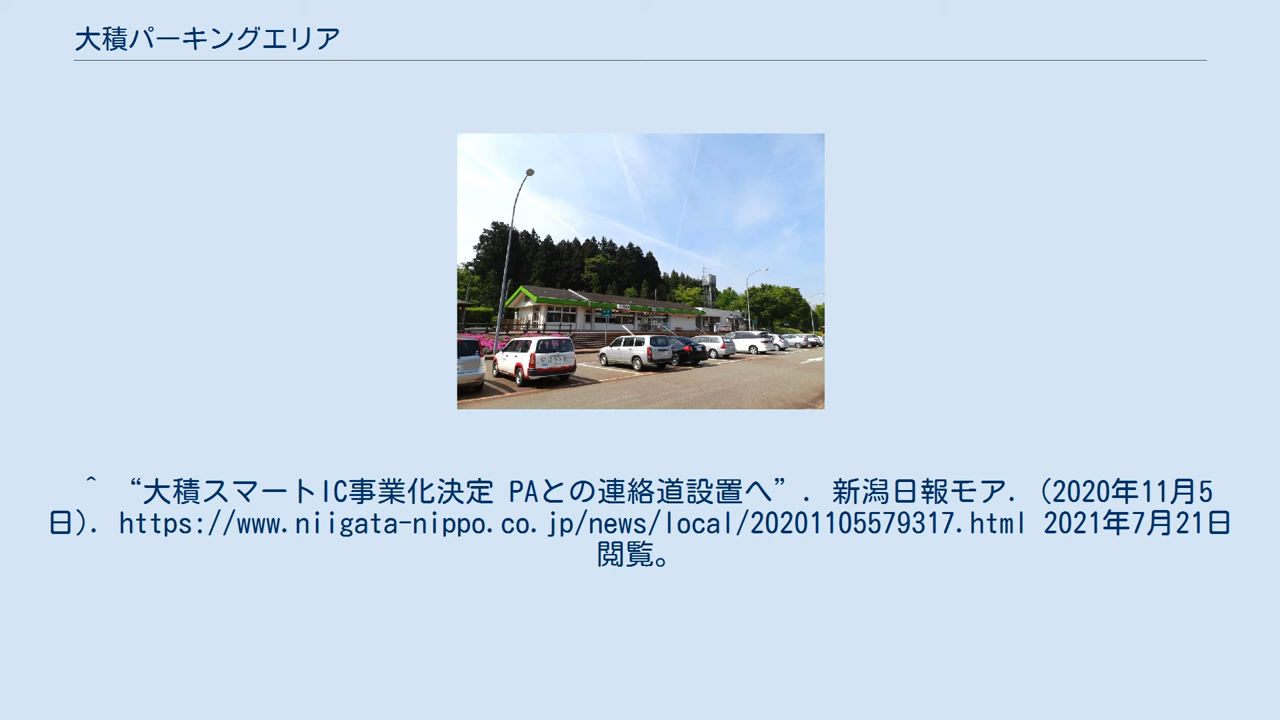 大積パーキングエリア
^ “大積スマートIC事業化決定 PAとの連絡道設置へ”. 新潟日報モア. (2020年11月5
日). https://www.niigata-nippo.co.jp/news/local/20201105579317.html 2021年7月21日
閲覧。